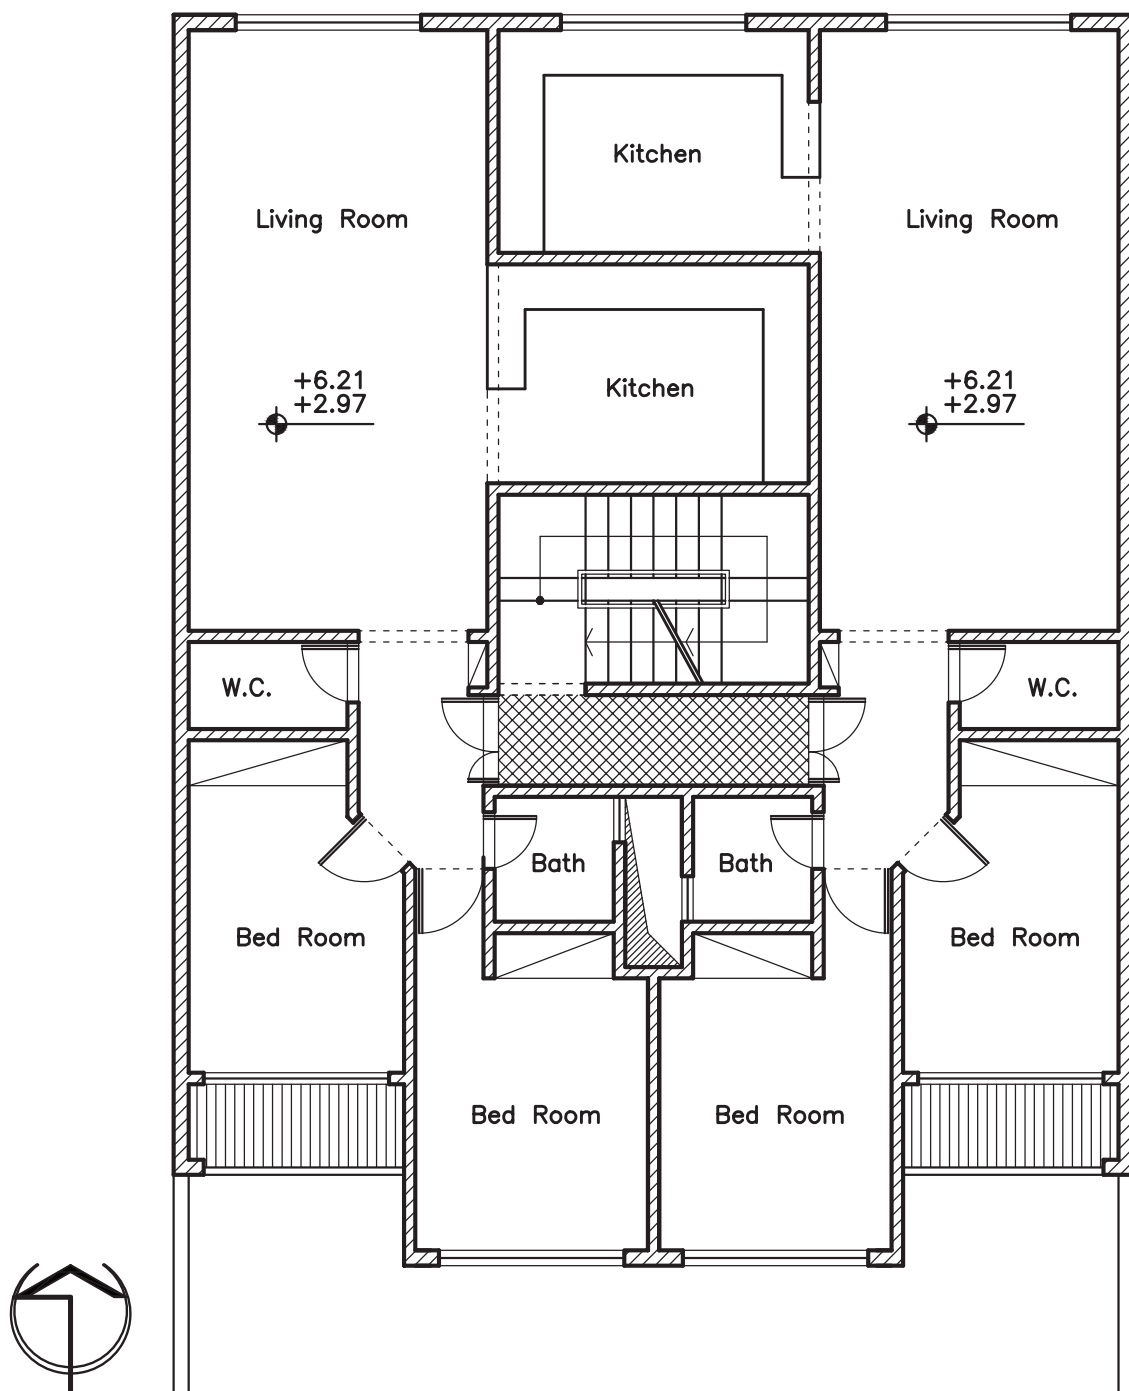 Kitchen
Living Room
Living Room
+6.21
+2.97
Kitchen
+6.21
+2.97
W.C.
W.C.
Bath
Bath
Bed Room
Bed Room
Bed Room
Bed Room